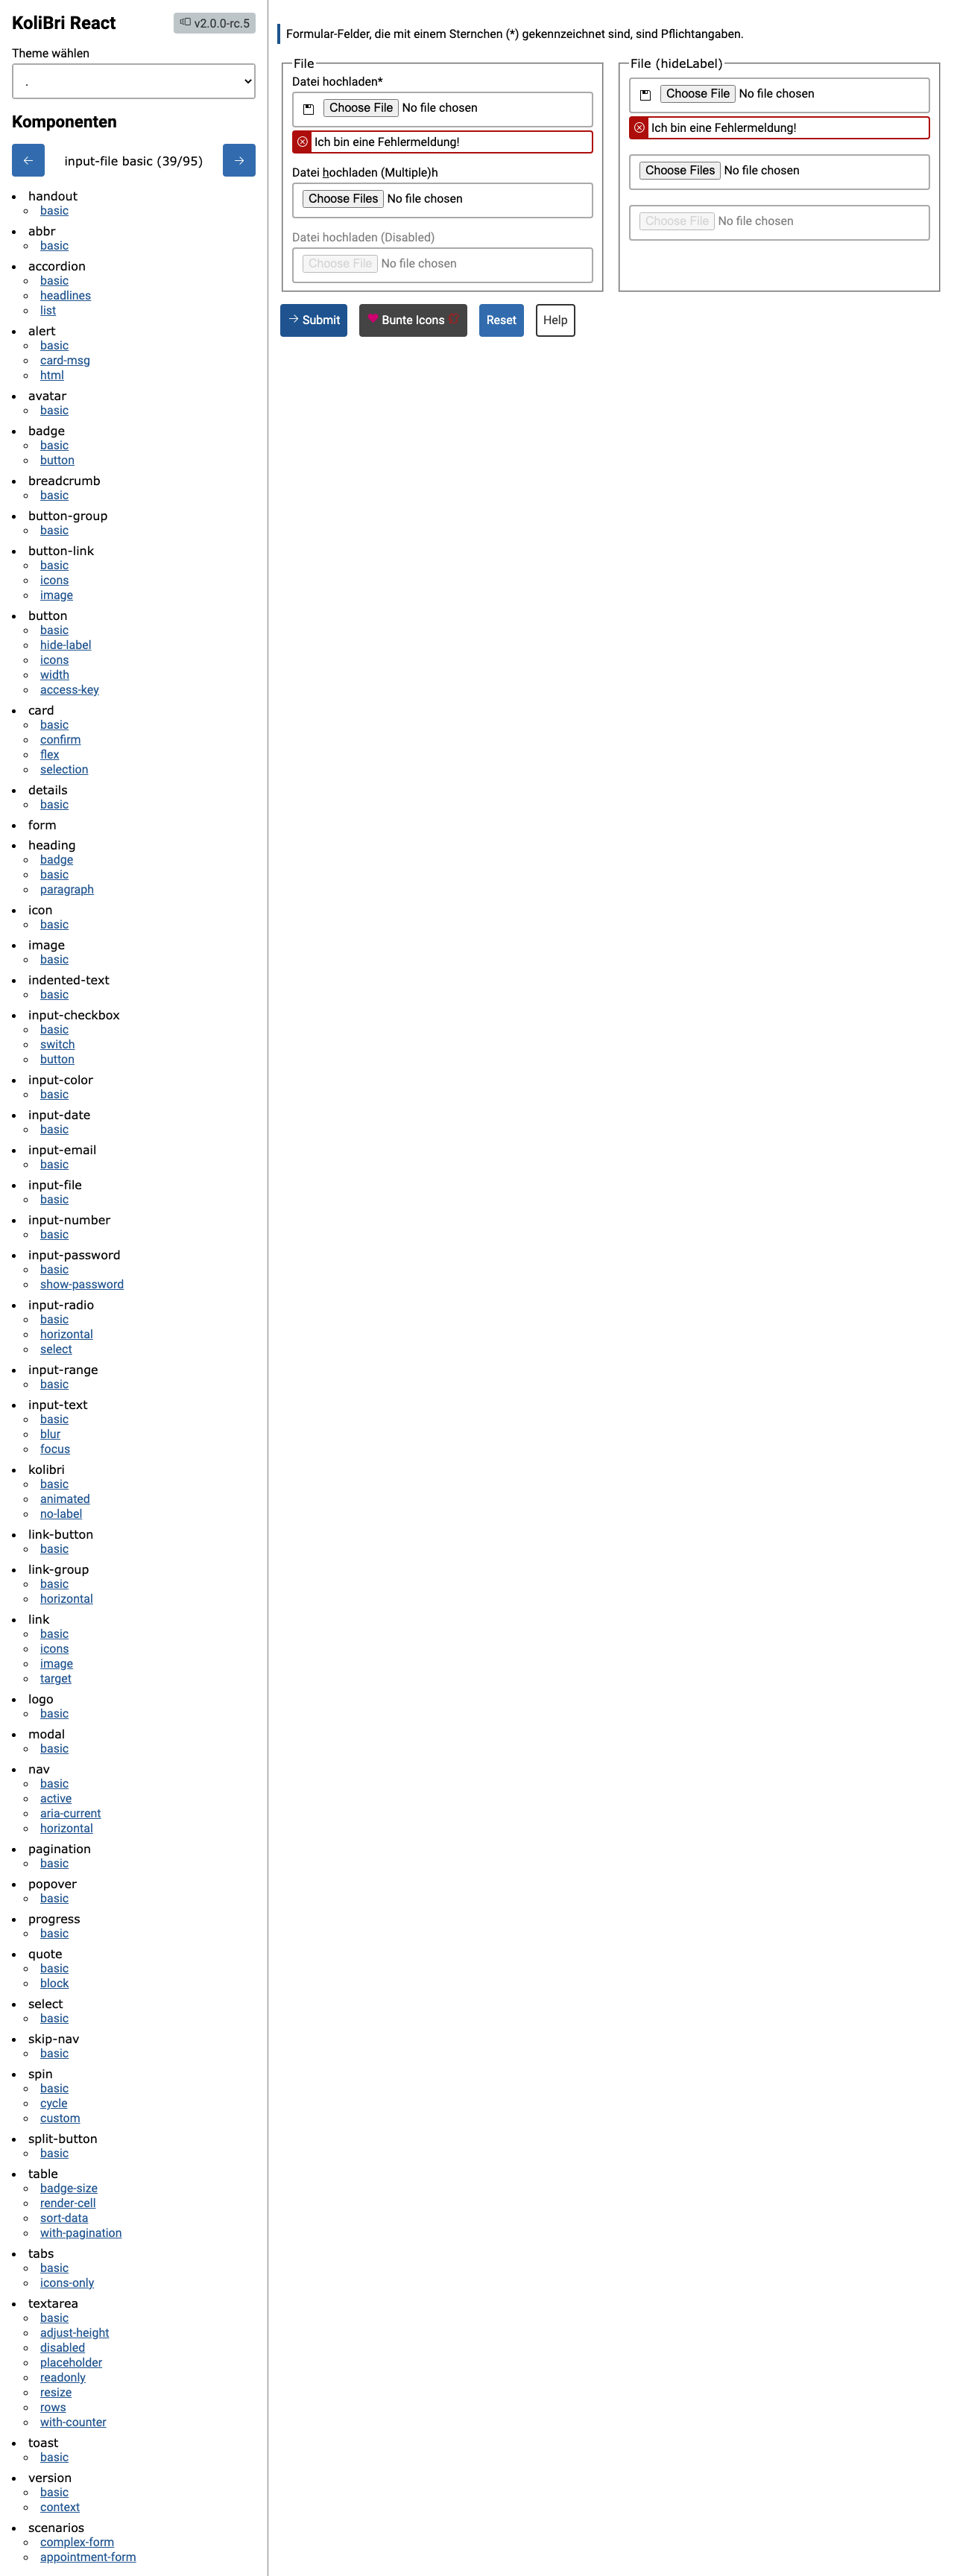 KoliBri React
v2.0.0-rc.5
Theme wählen
.
Komponenten
input-file basic (39/95)
handout
basic
abbr
basic
accordion
basic
headlines
list
alert
basic
card-msg
html
avatar
basic
badge
basic
button
breadcrumb
basic
button-group
basic
button-link
basic
icons
image
button
basic
hide-label
icons
width
access-key
card
basic
confirm
flex
selection
details
basic
form
heading
badge
basic
paragraph
icon
basic
image
basic
indented-text
basic
input-checkbox
basic
switch
button
input-color
basic
input-date
basic
input-email
basic
input-file
basic
input-number
basic
input-password
basic
show-password
input-radio
basic
horizontal
select
input-range
basic
input-text
basic
blur
focus
kolibri
basic
animated
no-label
link-button
basic
link-group
basic
horizontal
link
basic
icons
image
target
logo
basic
modal
basic
nav
basic
active
aria-current
horizontal
pagination
basic
popover
basic
progress
basic
quote
basic
block
select
basic
skip-nav
basic
spin
basic
cycle
custom
split-button
basic
table
badge-size
render-cell
sort-data
with-pagination
tabs
basic
icons-only
textarea
basic
adjust-height
disabled
placeholder
readonly
resize
rows
with-counter
toast
basic
version
basic
context
scenarios
complex-form
appointment-form
Formular-Felder, die mit einem Sternchen (*) gekennzeichnet sind, sind Pflichtangaben.
File
Datei hochladen*
Choose File No file chosen
Ich bin eine Fehlermeldung!
Datei hochladen (Multiple)h
Choose Files No file chosen
Datei hochladen (Disabled)
Choose File No file chosen
File (hideLabel)
Choose File No file chosen
Ich bin eine Fehlermeldung!
Choose Files No file chosen
Choose File No file chosen
Submit
Bunte Icons
Reset
Help